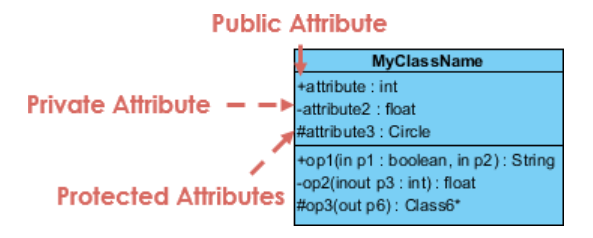 Public Attribute
MyClassName
+attribute : int
Private Attribute
-attribute2 : float
#attribute3 : Circle
+op1(in p1 : boolean, in p2) : String
-op2(inout p3 : int) : float
Protected Attributes
#op3(out p6) : Class6*